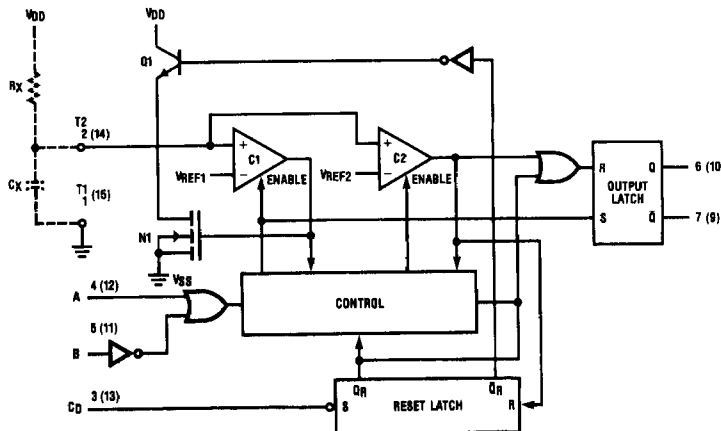 VDD
VDD
Q1
RX
T2
2 (14)
CX
T1
1 (15)
+
C1
VREF1
−
ENABLE
+
C2
VREF2
−
ENABLE
N1
VSS
R
Q
OUTPUT
LATCH
S
Q̅
6 (10
7 (9)
A
4 (12)
5 (11)
B
CONTROL
CD
3 (13)
QR
Q̅R
S
RESET LATCH
R